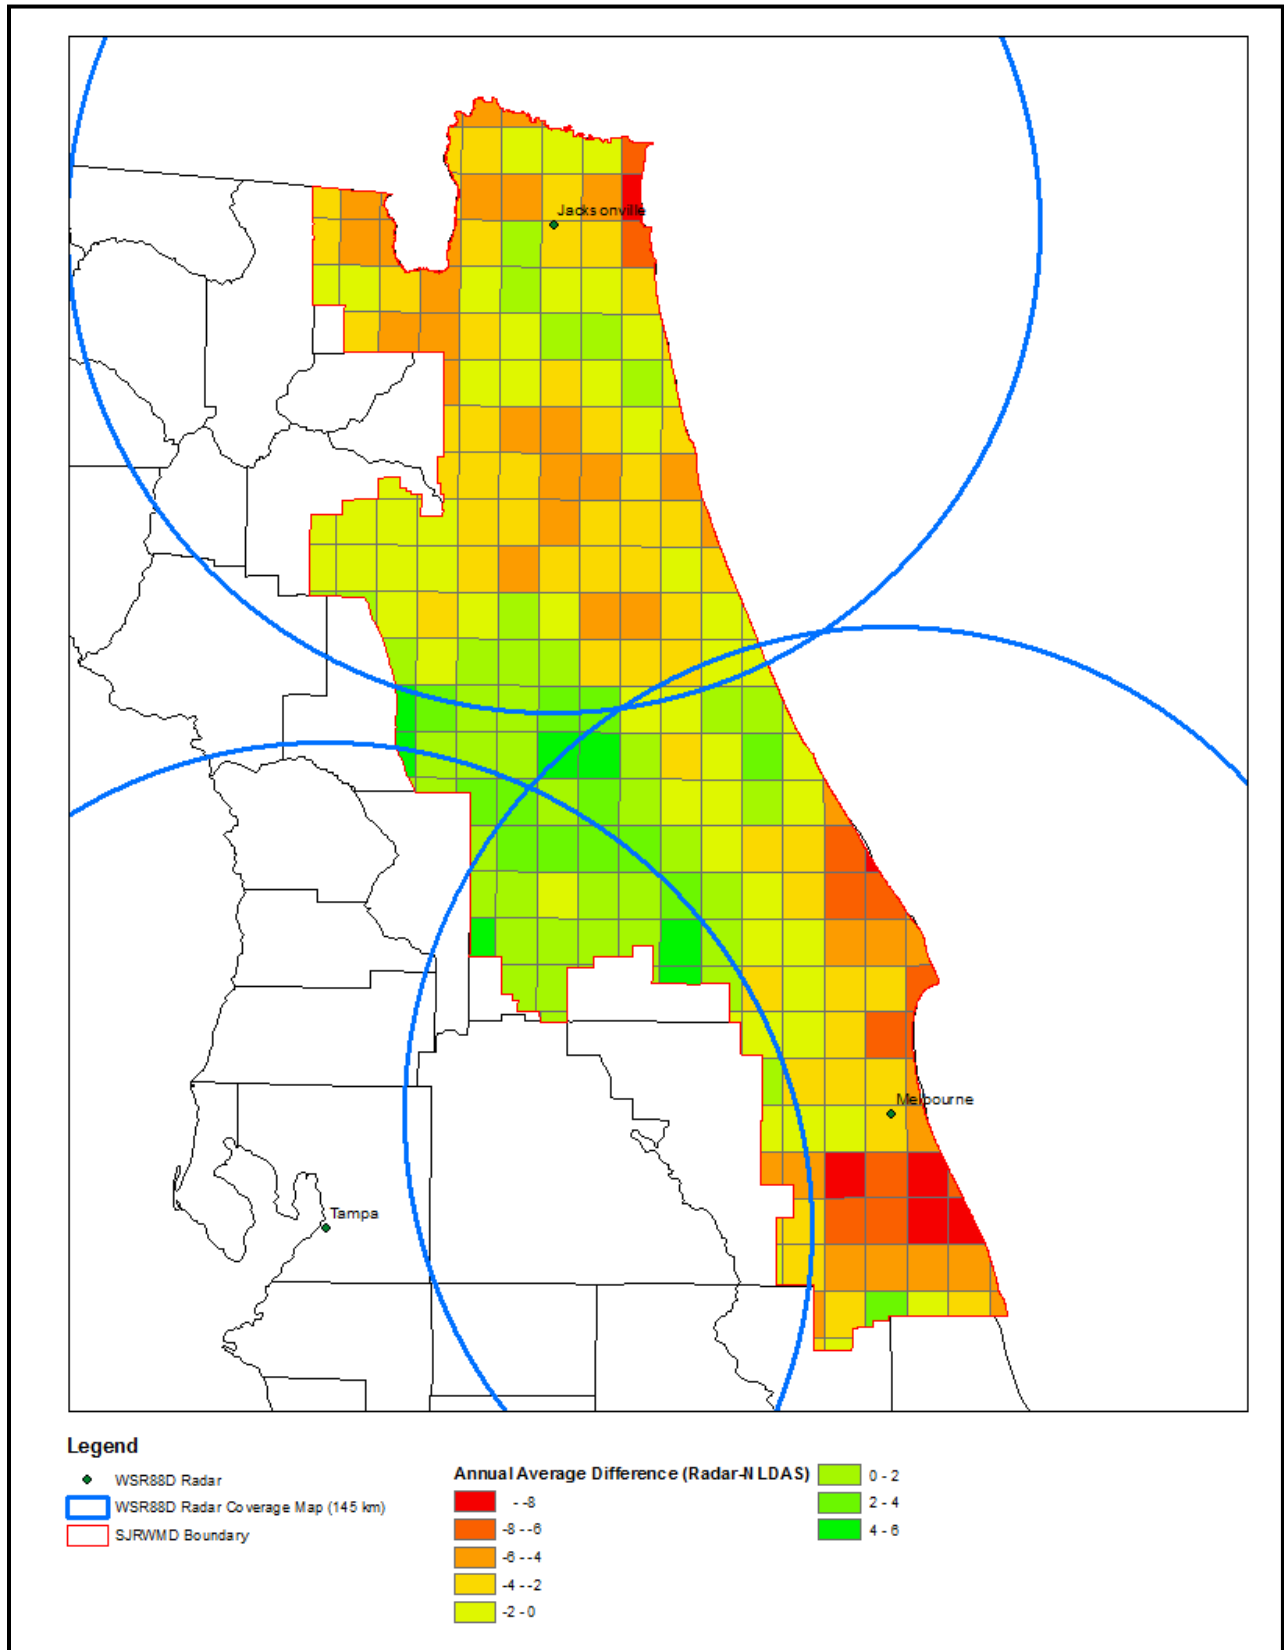 Jacksonville
Melbourne
Tampa
Legend
WSR88D Radar
WSR88D Radar Coverage Map (145 km)
SJRWMD Boundary
Annual Average Difference (Radar-NLDAS)
- -8
-8 - -6
-6 - -4
-4 - -2
-2 - 0
0 - 2
2 - 4
4 - 6